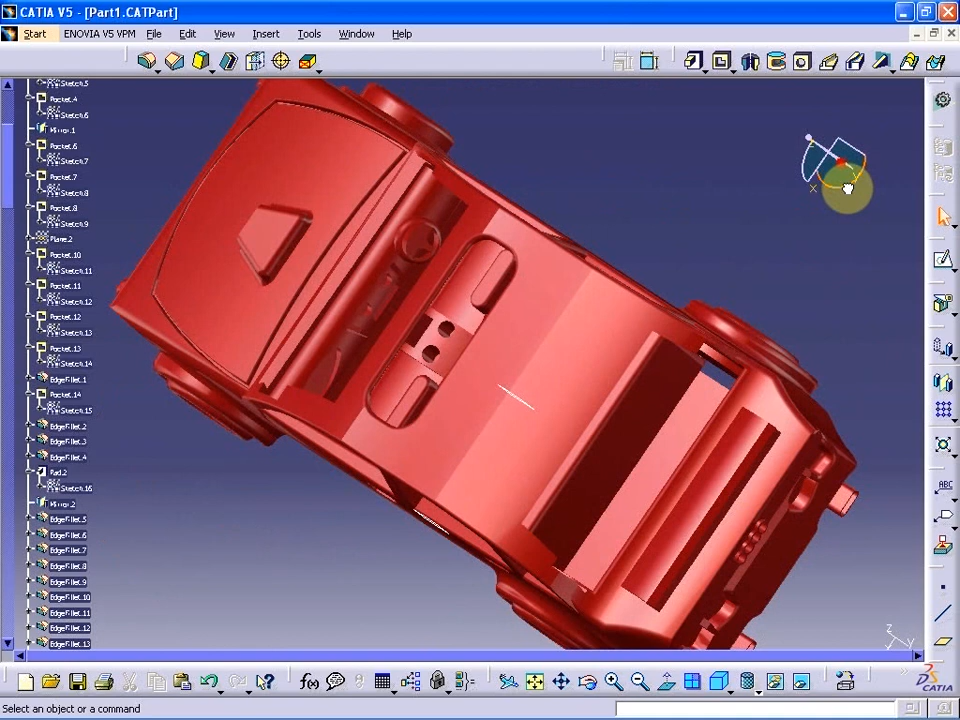 CATIA V5 - [Part1.CATPart]
Start ENOVIA V5 VPM File Edit View Insert Tools Window Help
Sketch.5
Pocket.4
Sketch.6
Mirror.1
Pocket.6
Sketch.7
Pocket.7
Sketch.8
Pocket.8
Sketch.9
Plane.2
Pocket.10
Sketch.11
Pocket.11
Sketch.12
Pocket.12
Sketch.13
Pocket.13
Sketch.14
EdgeFillet.1
Pocket.14
Sketch.15
EdgeFillet.2
EdgeFillet.3
EdgeFillet.4
Pad.2
Sketch.16
Mirror.2
EdgeFillet.5
EdgeFillet.6
EdgeFillet.7
EdgeFillet.8
EdgeFillet.9
EdgeFillet.10
EdgeFillet.11
EdgeFillet.12
EdgeFillet.13
z
y
x
ABC
z
y
f(x)
DS
CATIA
Select an object or a command